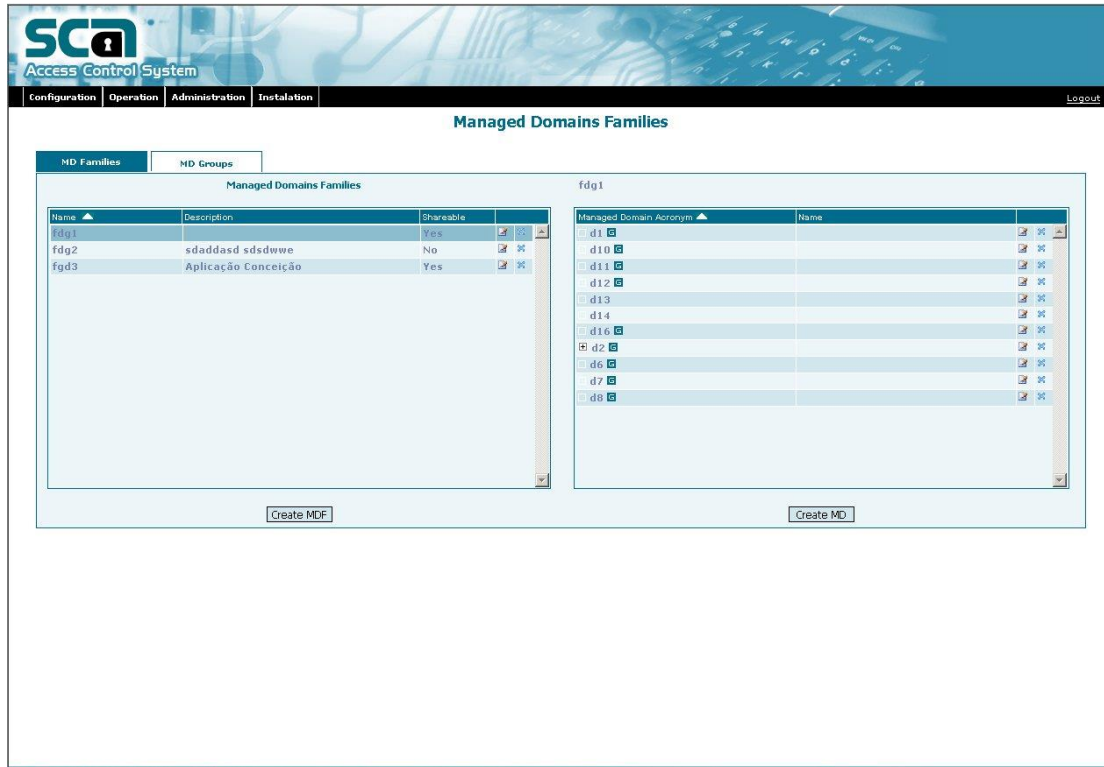 SCA
Access Control System
Configuration Operation Administration Instalation Logout
Managed Domains Families
MD Families MD Groups
Managed Domains Families
Name Description Shareable
fdg1 Yes
fdg2 sdaddasd sdsdwwe No
fgd3 Aplicação Conceição Yes
Create MDF
fdg1
Managed Domain Acronym Name
d1 G
d10 G
d11 G
d12 G
d13
d14
d16 G
d2 G
d6 G
d7 G
d8 G
Create MD